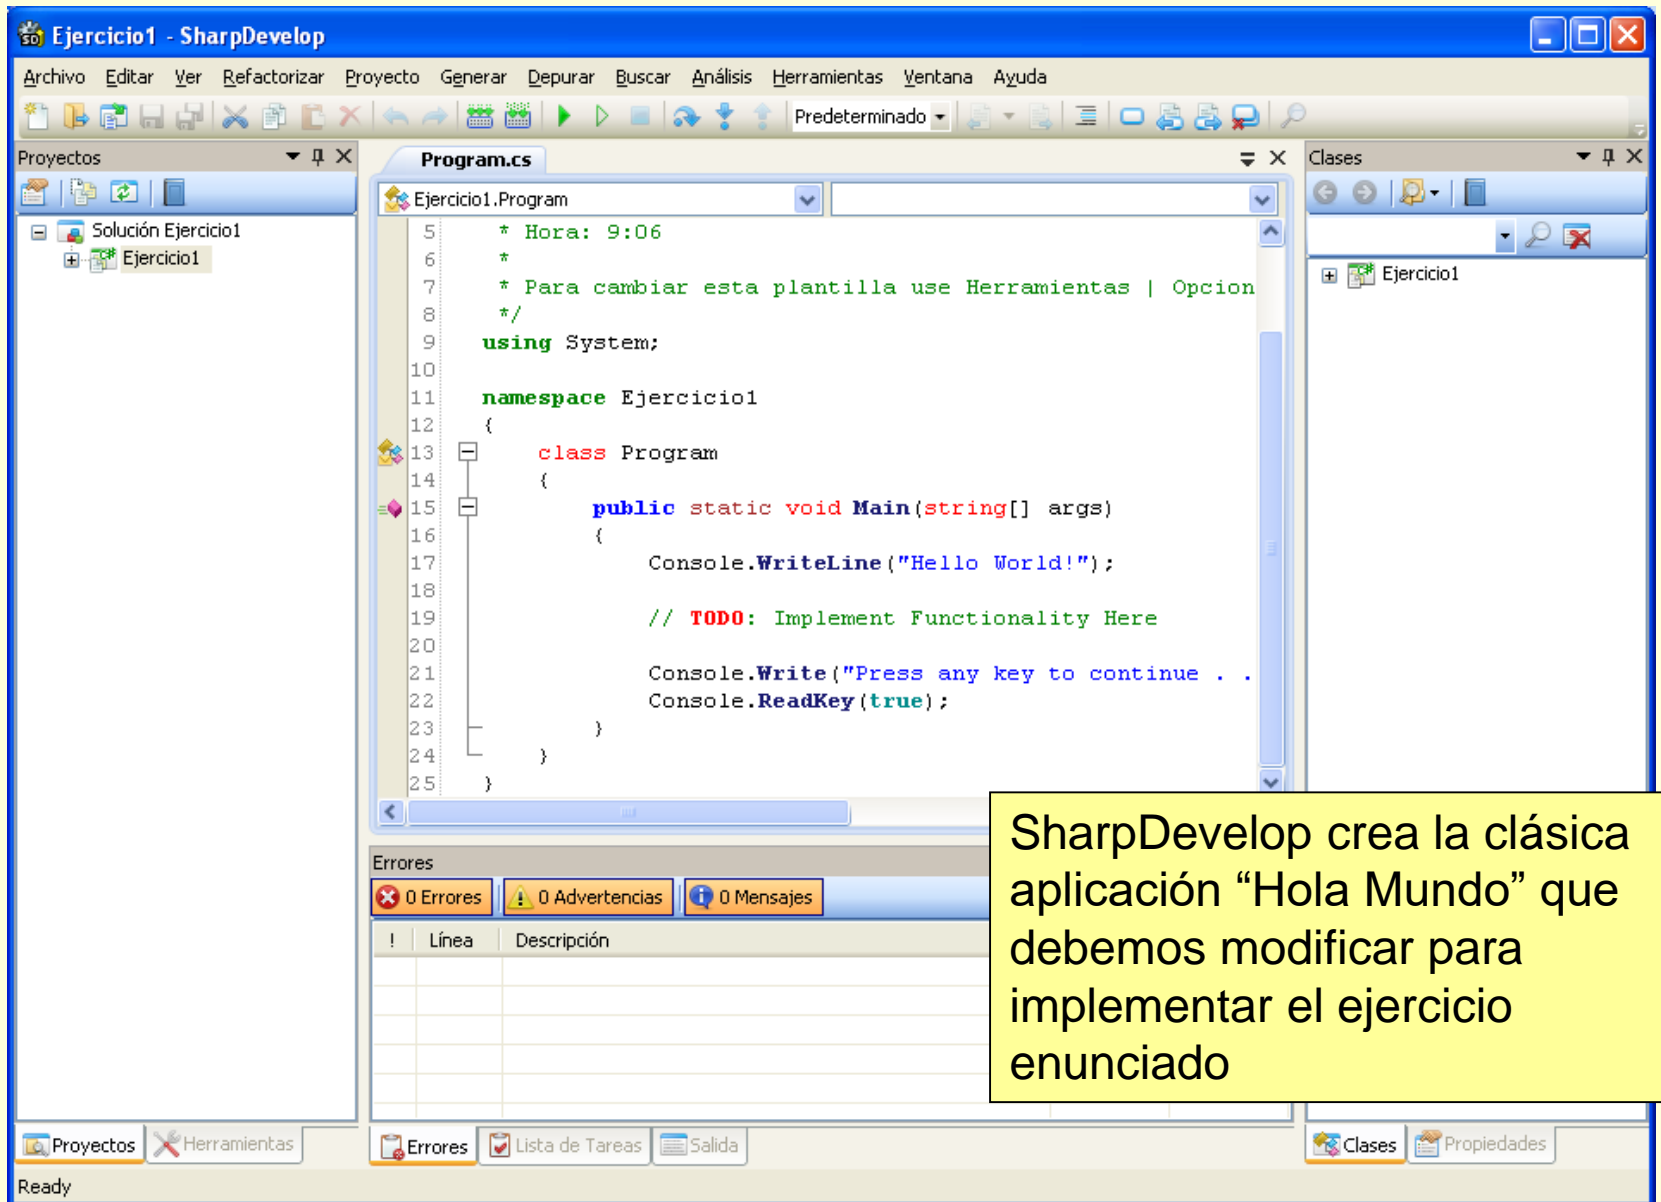 Ejercicio1 - SharpDevelop
Archivo Editar Ver Refactorizar Proyecto Generar Depurar Buscar Análisis Herramientas Ventana Ayuda
Predeterminado
Proyectos
Solución Ejercicio1
Ejercicio1
Program.cs
Ejercicio1.Program
5 * Hora: 9:06
6 *
7 * Para cambiar esta plantilla use Herramientas | Opcion
8 */
9 using System;
10
11 namespace Ejercicio1
12 {
13 class Program
14 {
15 public static void Main(string[] args)
16 {
17 Console.WriteLine("Hello World!");
18
19 // TODO: Implement Functionality Here
20
21 Console.Write("Press any key to continue . .
22 Console.ReadKey(true);
23 }
24 }
25 }
Clases
Ejercicio1
Errores
0 Errores 0 Advertencias 0 Mensajes
! Línea Descripción
SharpDevelop crea la clásica
aplicación “Hola Mundo” que
debemos modificar para
implementar el ejercicio
enunciado
Proyectos Herramientas
Errores Lista de Tareas Salida
Clases Propiedades
Ready